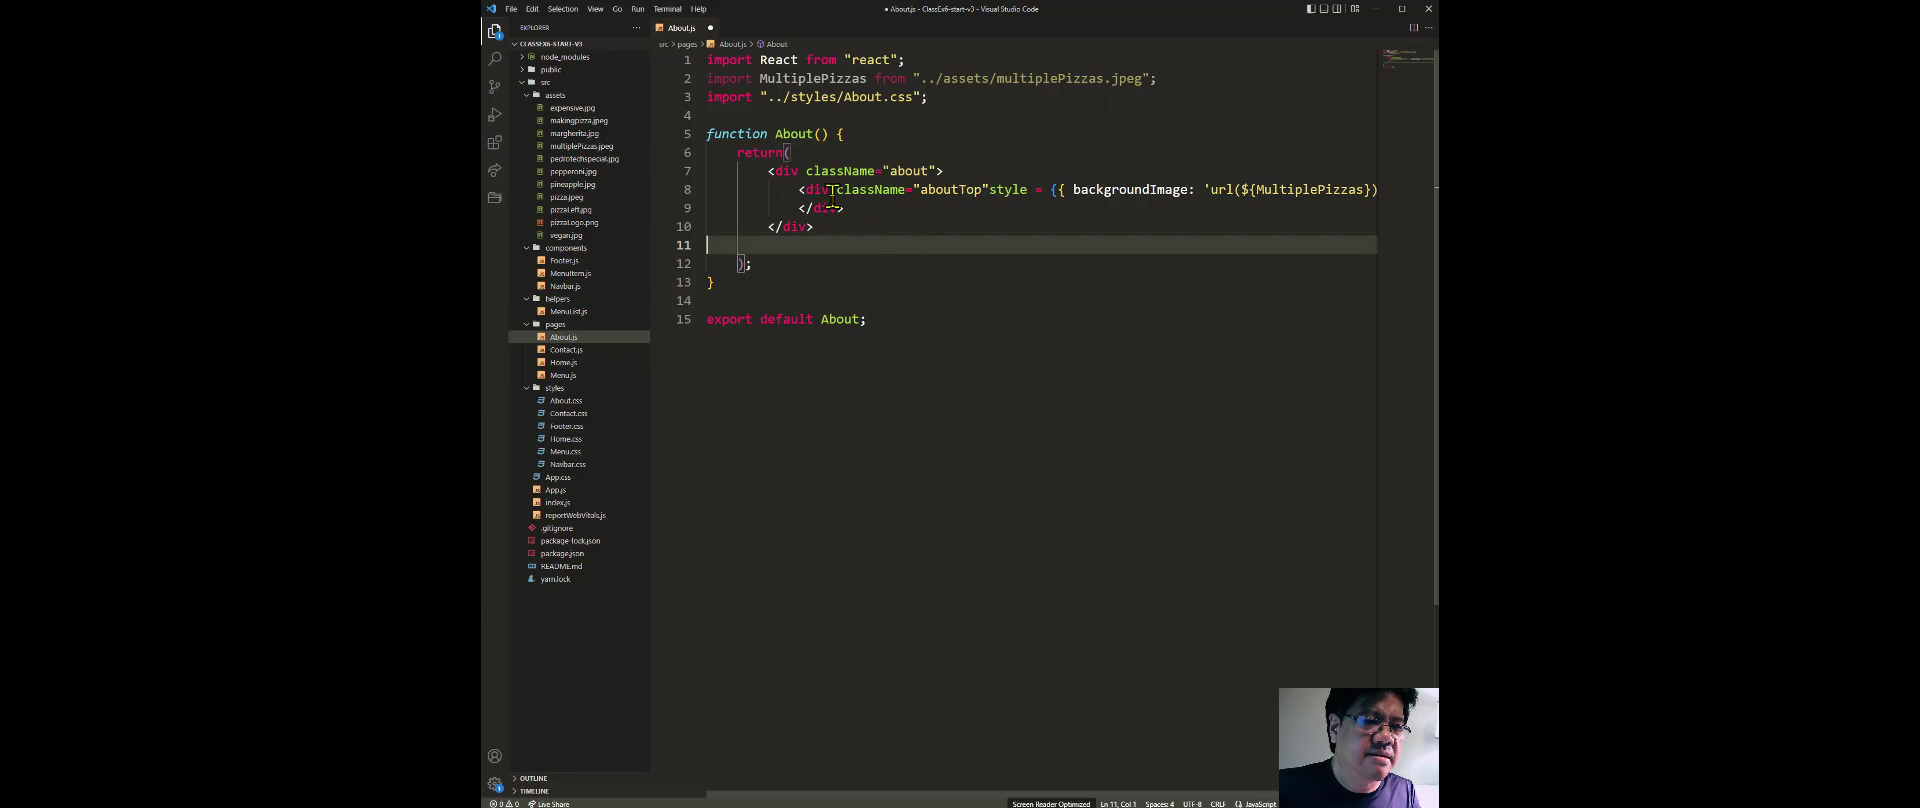 File Edit Selection View Go Run Terminal Help
● About.js - ClassEx6-start-v3 - Visual Studio Code
EXPLORER
About.js
CLASSEX6-START-V3
src > pages > About.js > About
node_modules
public
src
assets
expensive.jpg
makingpizza.jpeg
margherita.jpg
multiplePizzas.jpeg
pedrotechspecial.jpg
pepperoni.jpg
pineapple.jpg
pizza.jpeg
pizzaLeft.jpg
pizzaLogo.png
vegan.jpg
components
Footer.js
MenuItem.js
Navbar.js
helpers
MenuList.js
pages
About.js
Contact.js
Home.js
Menu.js
styles
About.css
Contact.css
Footer.css
Home.css
Menu.css
Navbar.css
App.css
App.js
index.js
reportWebVitals.js
.gitignore
package-lock.json
package.json
README.md
yarn.lock
OUTLINE
TIMELINE
1 import React from "react";
2 import MultiplePizzas from "../assets/multiplePizzas.jpeg";
3 import "../styles/About.css";
4
5 function About() {
6 return(
7 <div className="about">
8 <div className="aboutTop"style = {{ backgroundImage: 'url(${MultiplePizzas})
9 </div>
10 </div>
11
12 );
13 }
14
15 export default About;
0 0 Live Share
Screen Reader Optimized Ln 11, Col 1 Spaces: 4 UTF-8 CRLF {} JavaScript